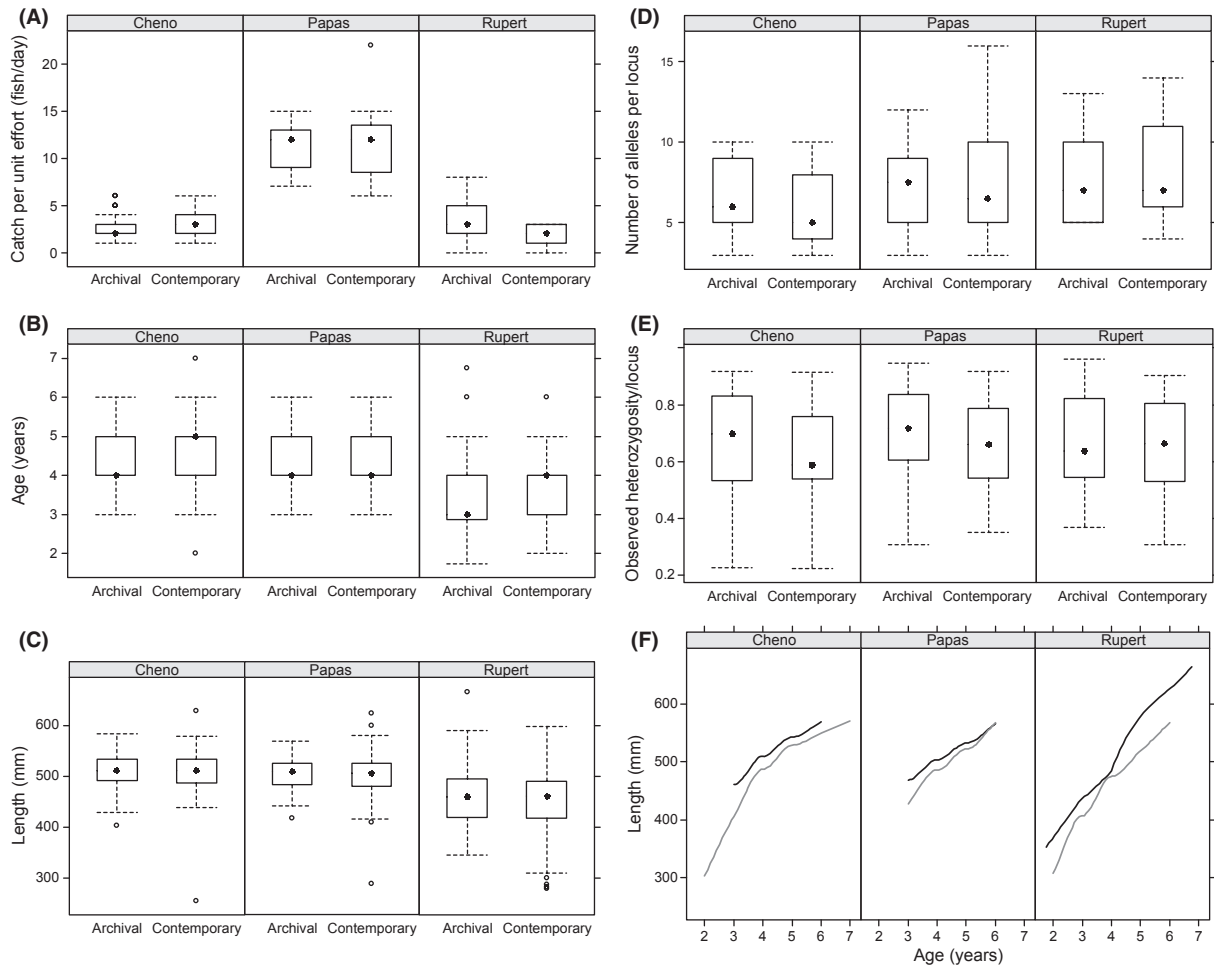 (A)
Cheno Papas Rupert
Catch per unit effort (fish/day)
20
15
10
5
0
Archival Contemporary Archival Contemporary Archival Contemporary
(B)
Cheno Papas Rupert
Age (years)
7
6
5
4
3
2
Archival Contemporary Archival Contemporary Archival Contemporary
(C)
Cheno Papas Rupert
Length (mm)
600
500
400
300
Archival Contemporary Archival Contemporary Archival Contemporary
(D)
Cheno Papas Rupert
Number of alleles per locus
15
10
5
Archival Contemporary Archival Contemporary Archival Contemporary
(E)
Cheno Papas Rupert
Observed heterozygosity/locus
0.8
0.6
0.4
0.2
Archival Contemporary Archival Contemporary Archival Contemporary
(F)
Cheno Papas Rupert
Length (mm)
600
500
400
300
2 3 4 5 6 7 2 3 4 5 6 7 2 3 4 5 6 7
Age (years)